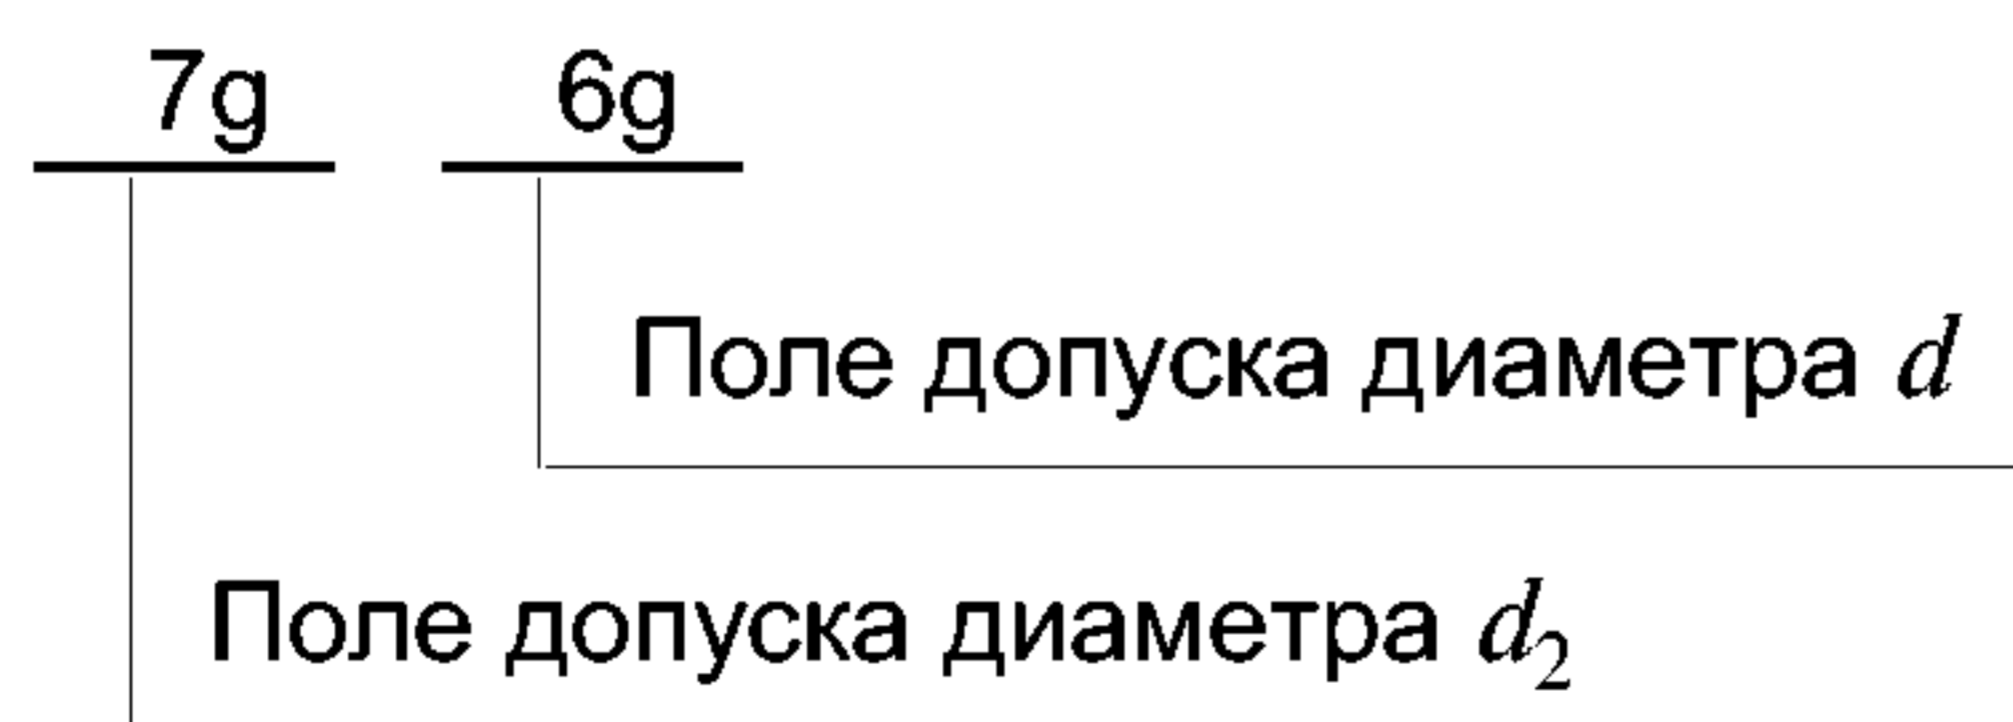 7g 6g
Поле допуска диаметра d
Поле допуска диаметра d₂